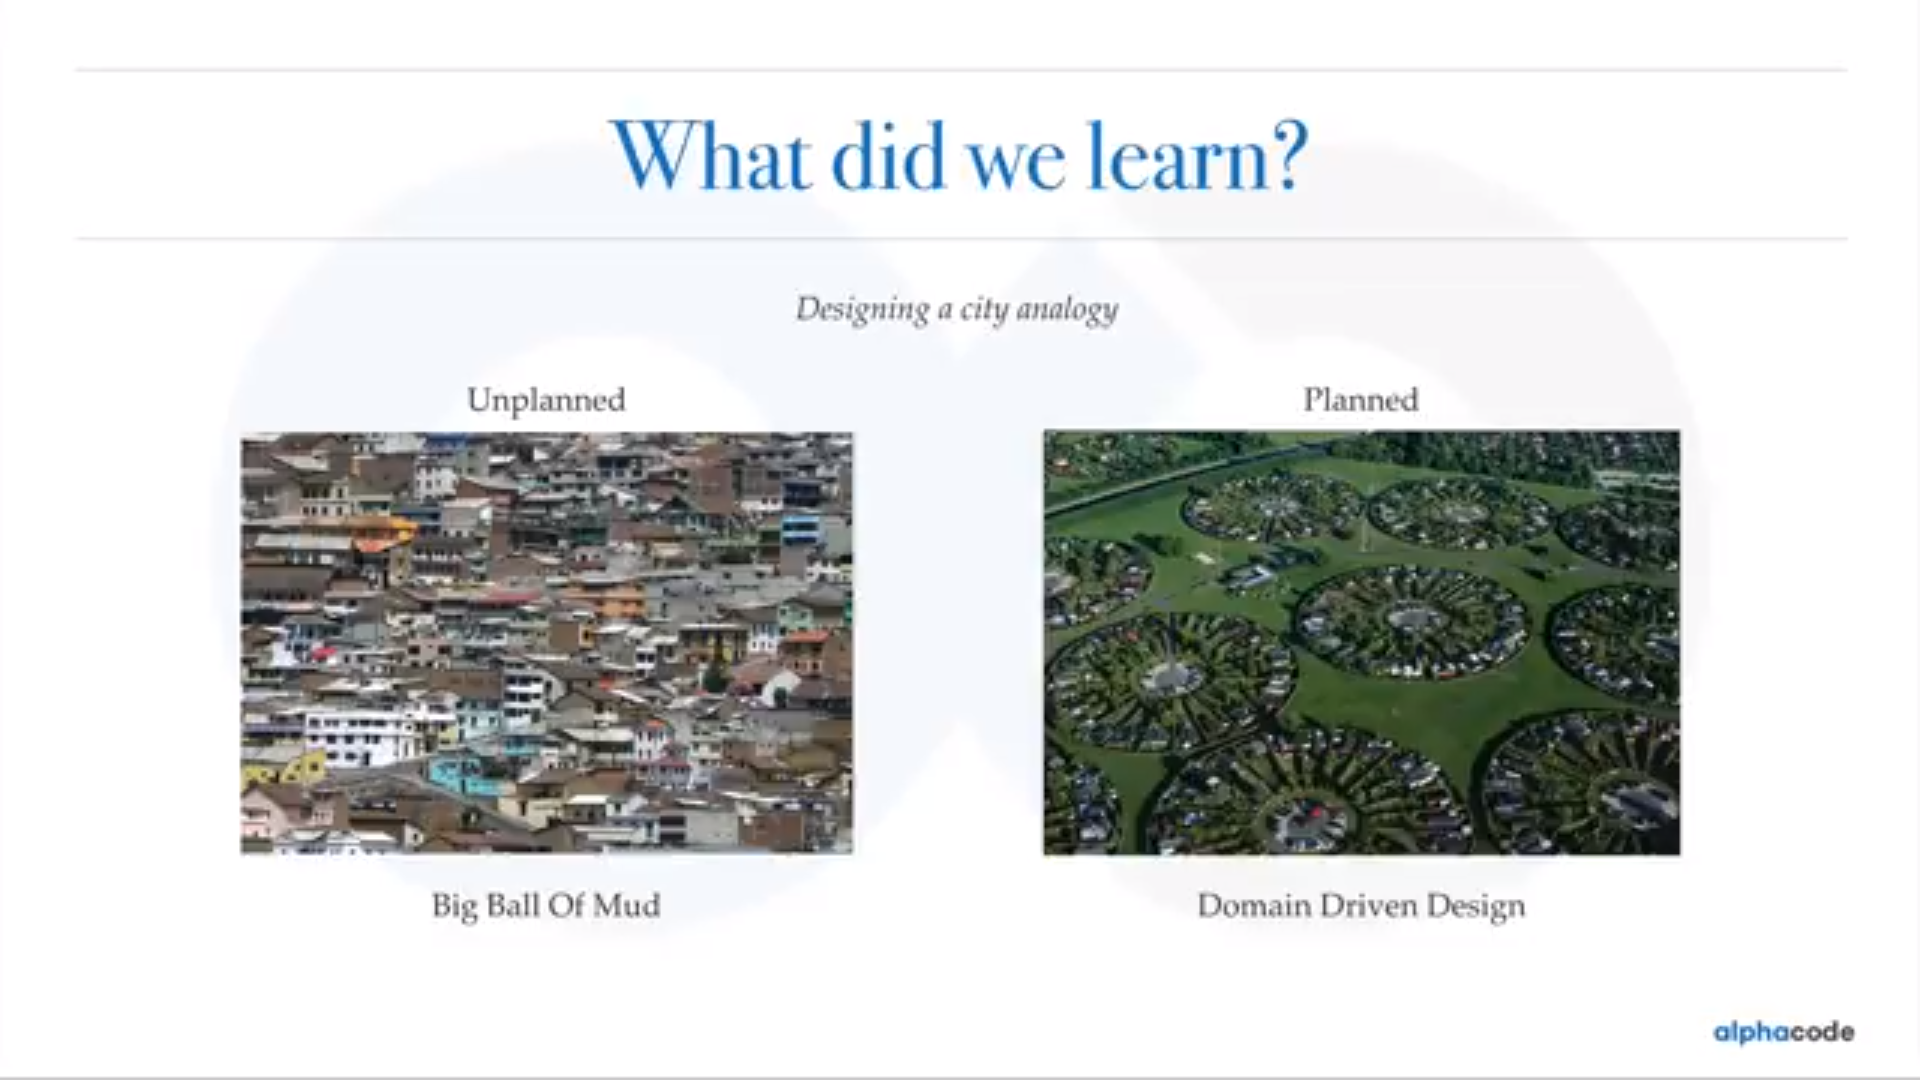 What did we learn?
Designing a city analogy
Unplanned
Planned
Big Ball Of Mud
Domain Driven Design
alphacode